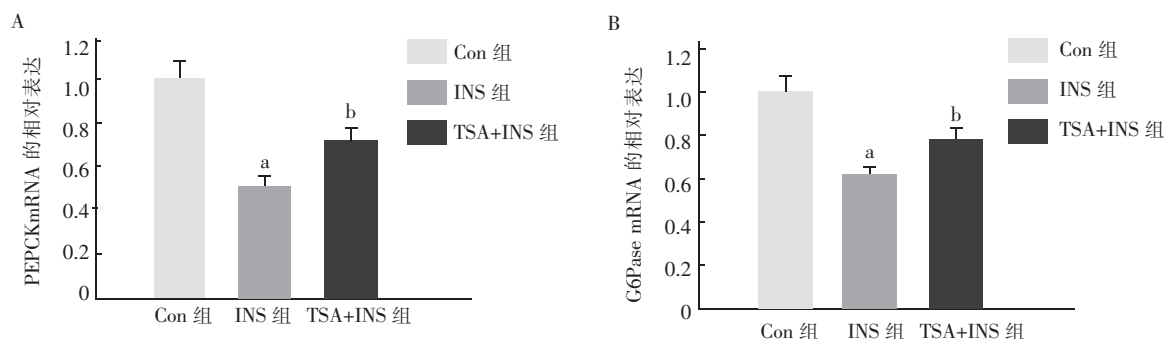 A
PEPCKmRNA 的相对表达
1.2
1.0
0.8
0.6
0.4
0.2
0
a
b
Con 组
INS 组
TSA+INS 组
Con 组
INS 组
TSA+INS 组
B
G6Pase mRNA 的相对表达
1.2
1.0
0.8
0.6
0.4
0.2
0
a
b
Con 组
INS 组
TSA+INS 组
Con 组
INS 组
TSA+INS 组